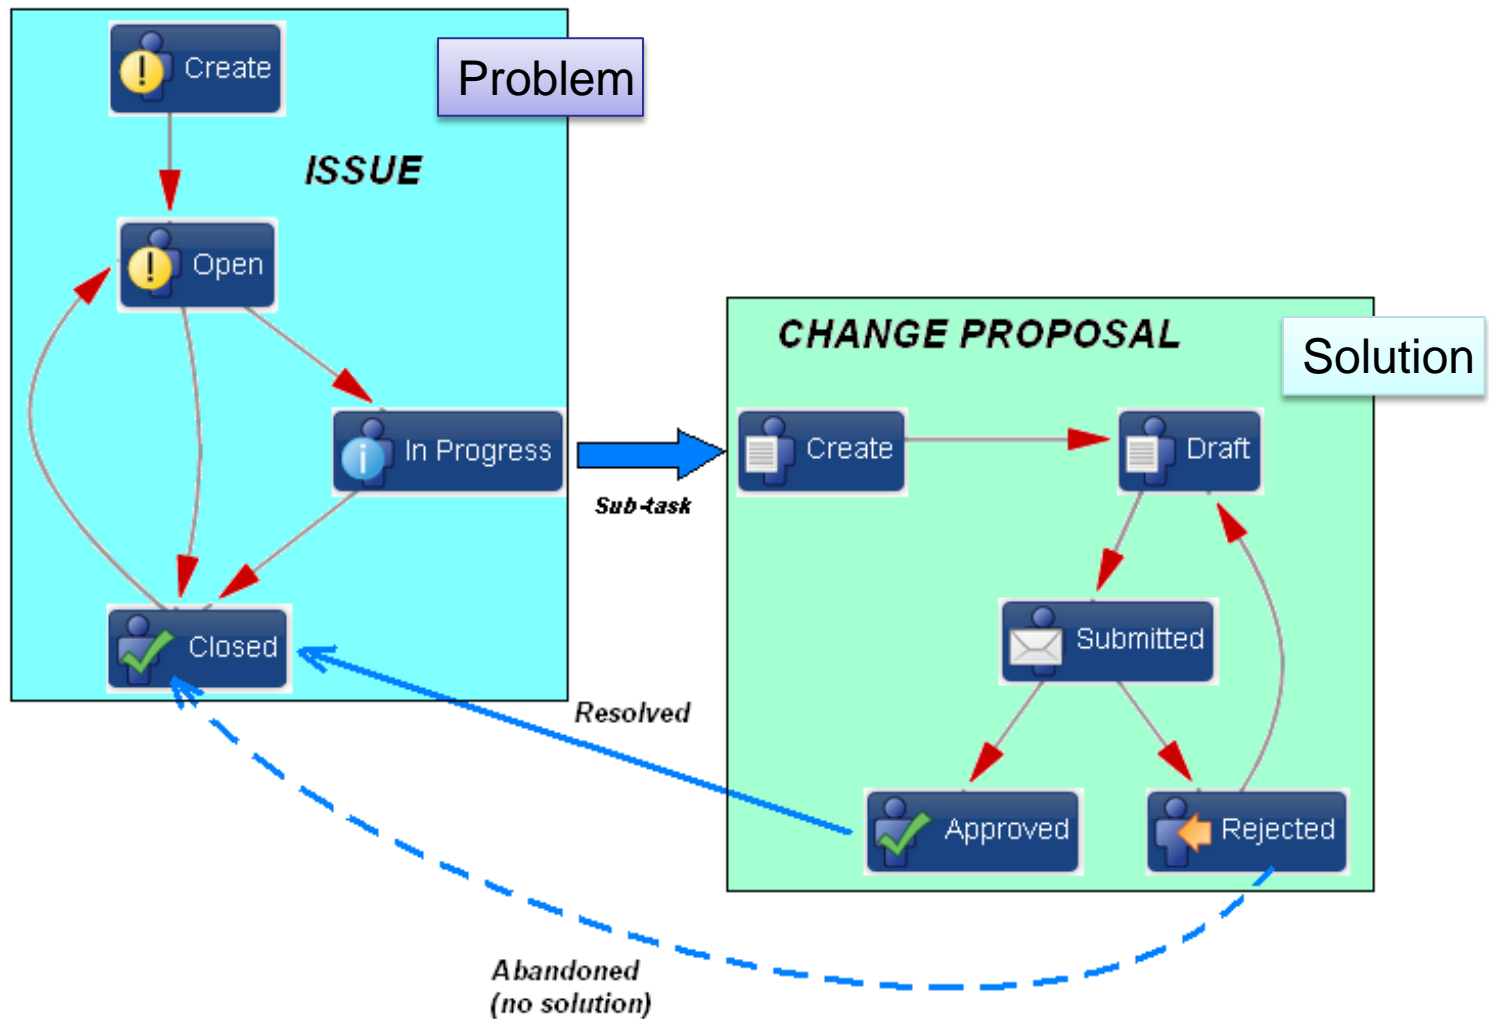 Create
Problem
ISSUE
Open
CHANGE PROPOSAL
Solution
In Progress
Sub-task
Create
Draft
Closed
Submitted
Resolved
Approved
Rejected
Abandoned
(no solution)